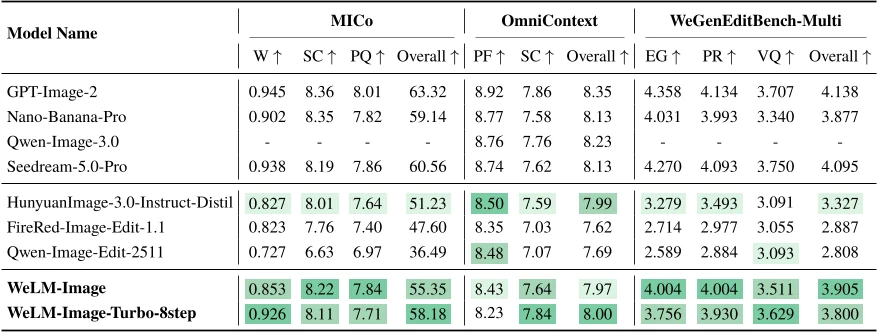 Model Name MICo OmniContext WeGenEditBench-Multi
W ↑ SC ↑ PQ ↑ Overall ↑ PF ↑ SC ↑ Overall ↑ EG ↑ PR ↑ VQ ↑ Overall ↑
GPT-Image-2 0.945 8.36 8.01 63.32 8.92 7.86 8.35 4.358 4.134 3.707 4.138
Nano-Banana-Pro 0.902 8.35 7.82 59.14 8.77 7.58 8.13 4.031 3.993 3.340 3.877
Qwen-Image-3.0 - - - - 8.76 7.76 8.23 - - - -
Seedream-5.0-Pro 0.938 8.19 7.86 60.56 8.74 7.62 8.13 4.270 4.093 3.750 4.095
HunyuanImage-3.0-Instruct-Distil 0.827 8.01 7.64 51.23 8.50 7.59 7.99 3.279 3.493 3.091 3.327
FireRed-Image-Edit-1.1 0.823 7.76 7.40 47.60 8.35 7.03 7.62 2.714 2.977 3.055 2.887
Qwen-Image-Edit-2511 0.727 6.63 6.97 36.49 8.48 7.07 7.69 2.589 2.884 3.093 2.808
WeLM-Image 0.853 8.22 7.84 55.35 8.43 7.64 7.97 4.004 4.004 3.511 3.905
WeLM-Image-Turbo-8step 0.926 8.11 7.71 58.18 8.23 7.84 8.00 3.756 3.930 3.629 3.800